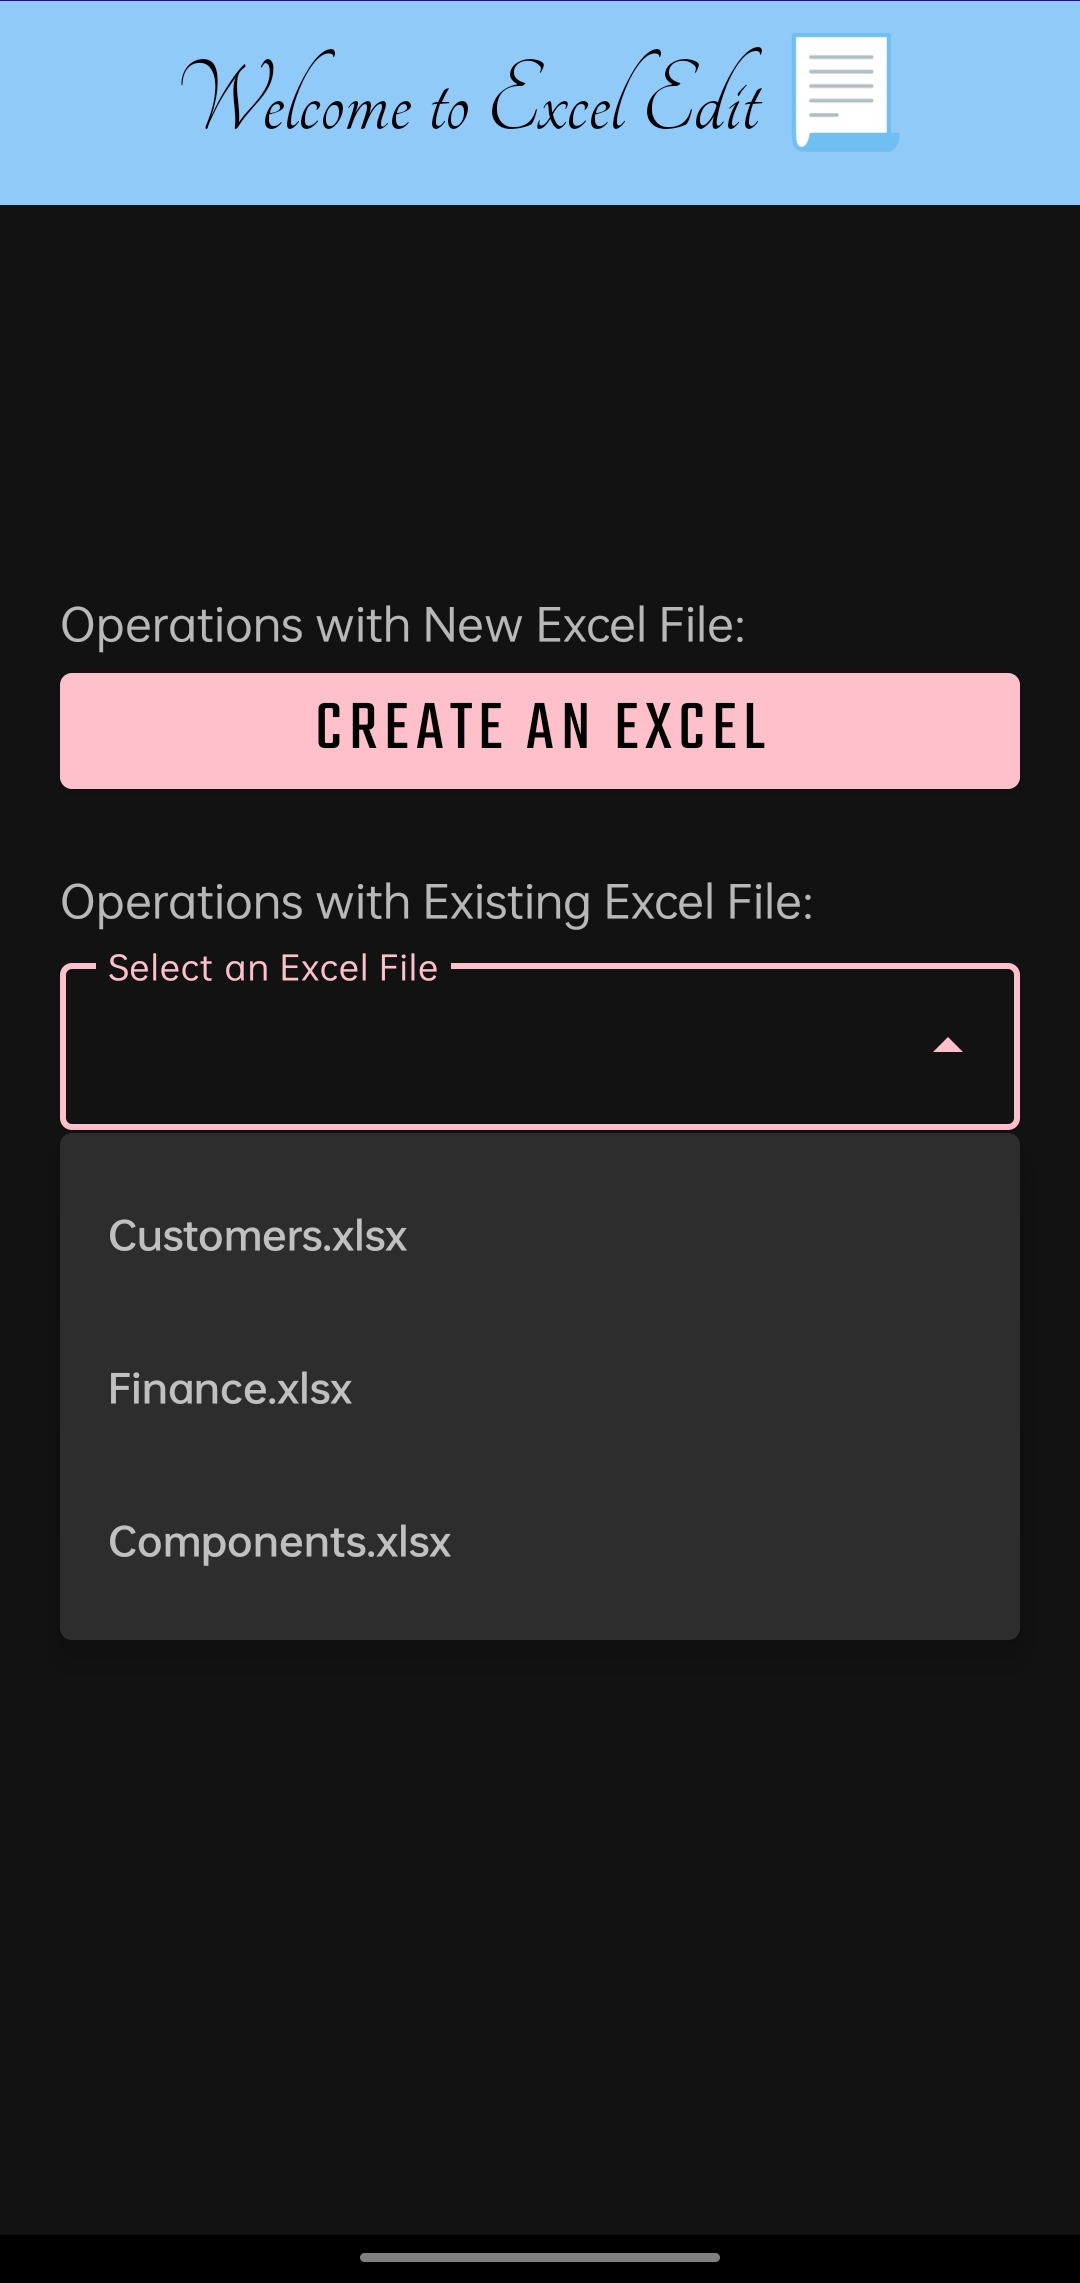 Welcome to Excel Edit
Operations with New Excel File:
CREATE AN EXCEL
Operations with Existing Excel File:
Select an Excel File
Customers.xlsx
Finance.xlsx
Components.xlsx